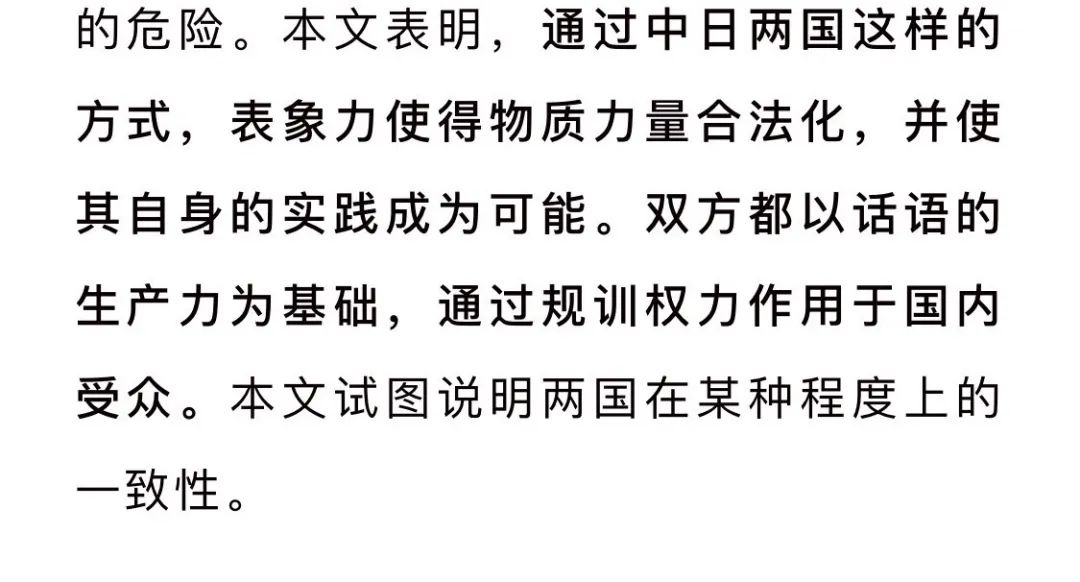 的危险。本文表明，通过中日两国这样的
方式，表象力使得物质力量合法化，并使
其自身的实践成为可能。双方都以话语的
生产力为基础，通过规训权力作用于国内
受众。本文试图说明两国在某种程度上的
一致性。